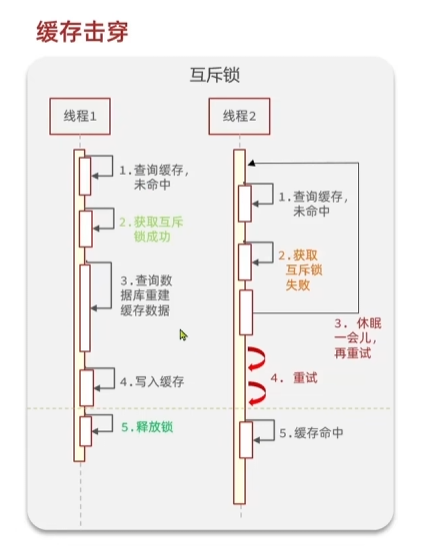 缓存击穿
互斥锁
线程1
线程2
1.查询缓存，
未命中
2.获取互斥
锁成功
3.查询数
据库重建
缓存数据
4.写入缓存
5.释放锁
1.查询缓存，
未命中
2.获取
互斥锁
失败
3. 休眠
一会儿，
再重试
4. 重试
5.缓存命中